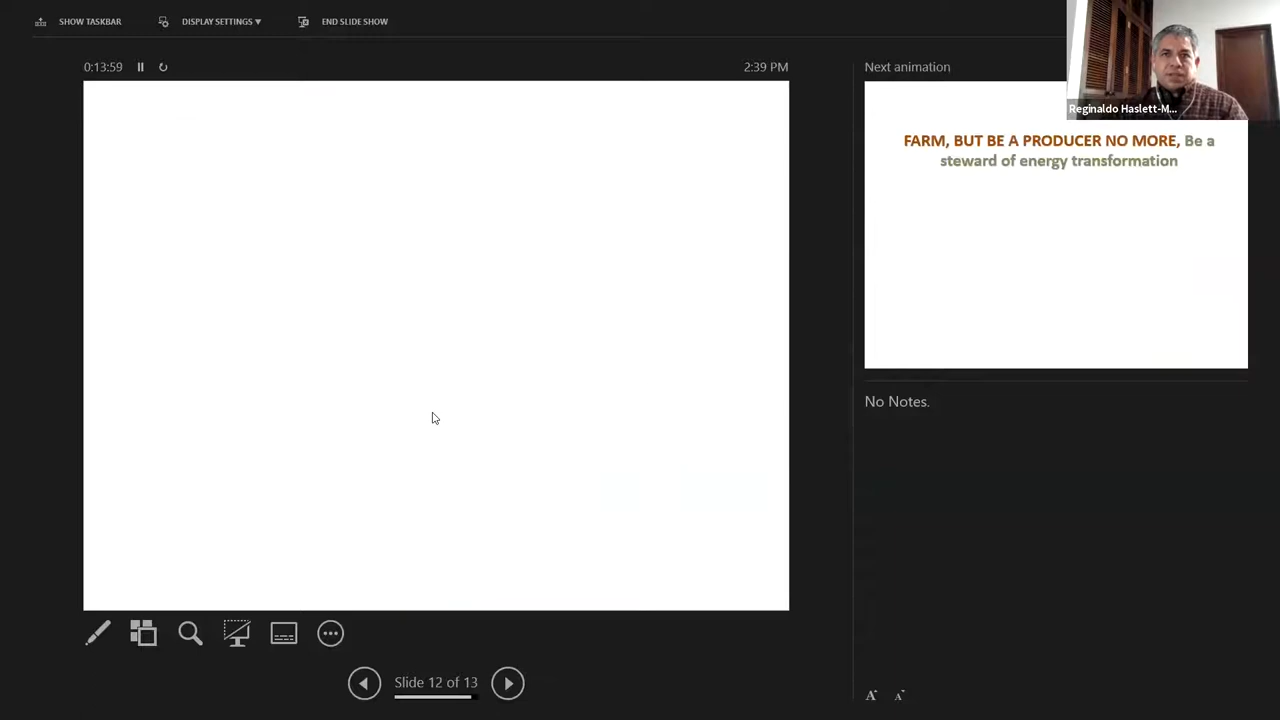 SHOW TASKBAR
DISPLAY SETTINGS ▼
END SLIDE SHOW
0:13:59
2:39 PM
Next animation
Reginaldo Haslett-M...
FARM, BUT BE A PRODUCER NO MORE, Be a
steward of energy transformation
No Notes.
Slide 12 of 13
A A